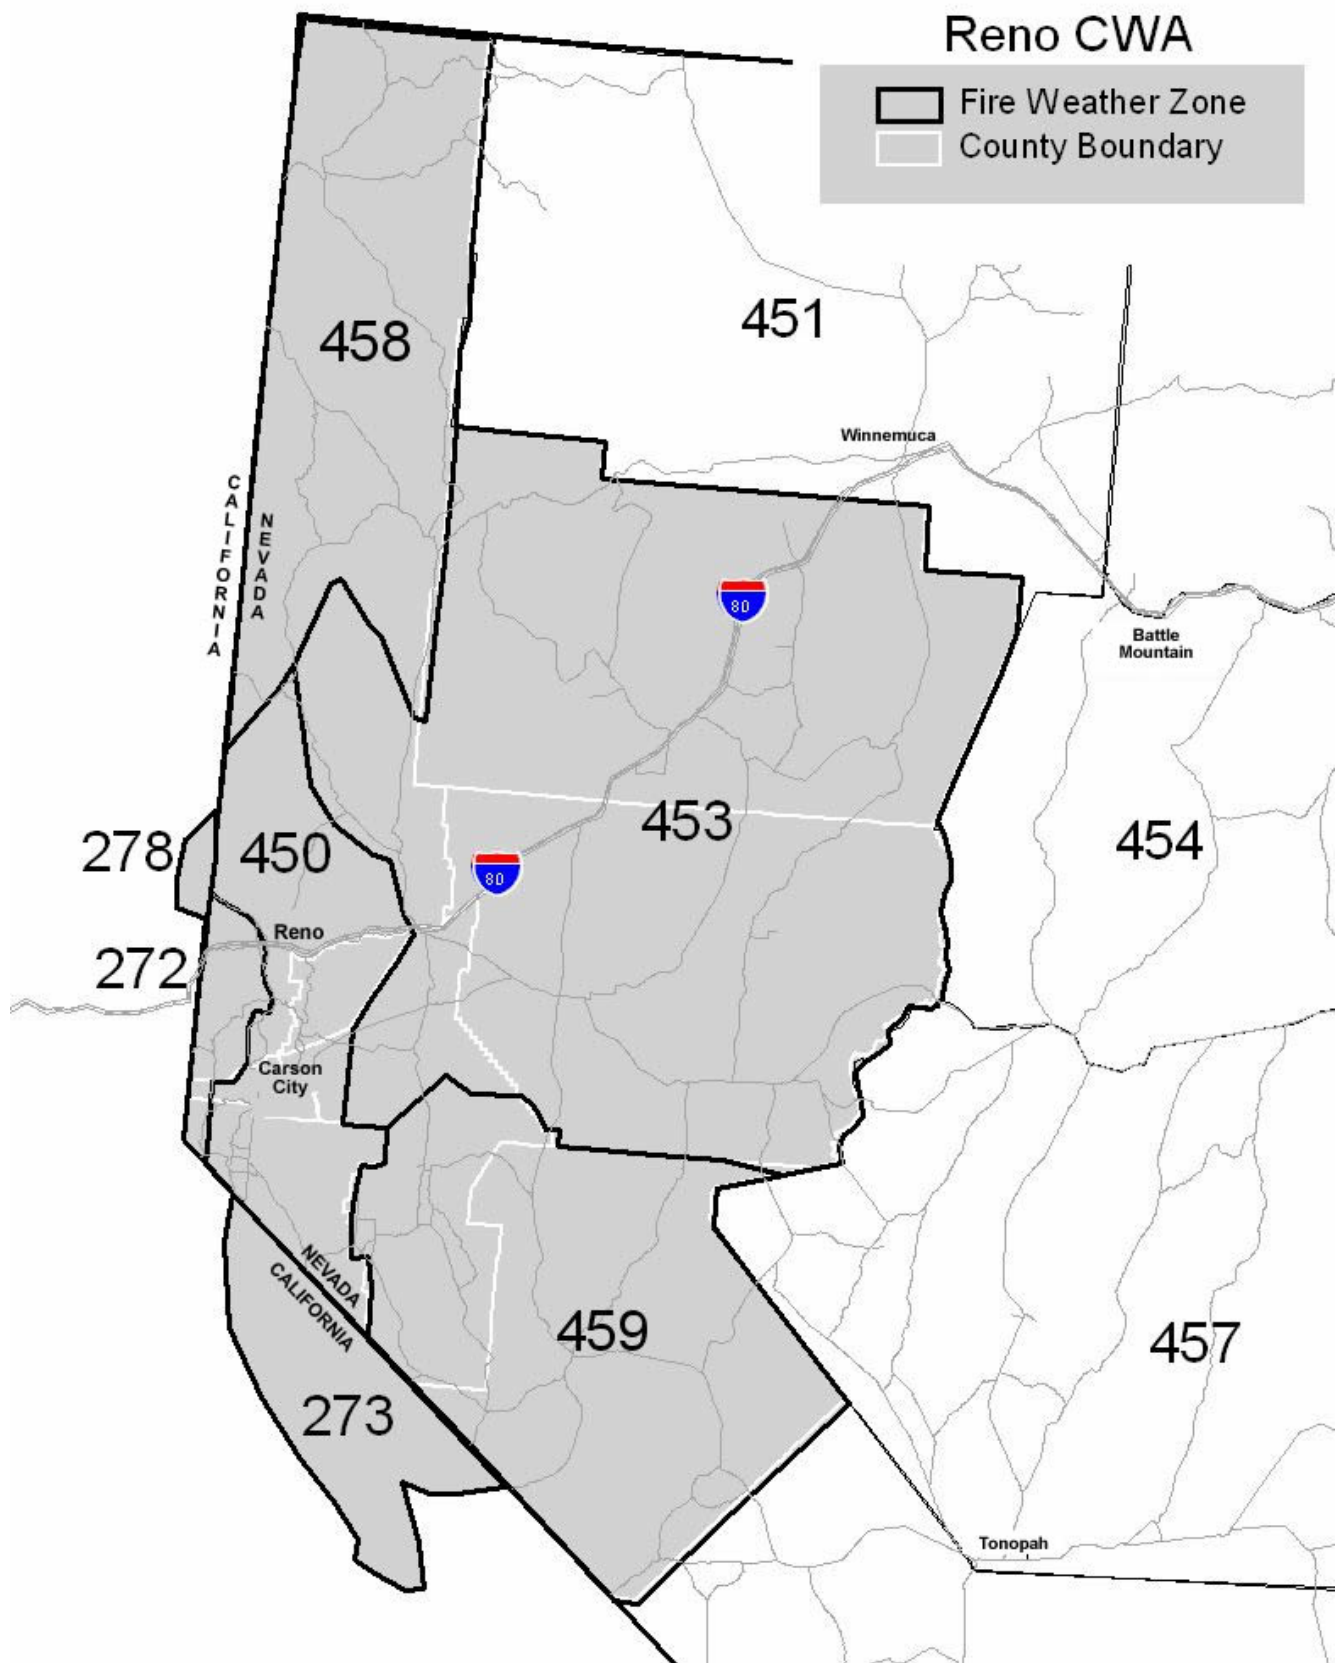 Reno CWA
Fire Weather Zone
County Boundary
458
451
Winnemuca
CALIFORNIA
NEVADA
80
Battle
Mountain
453
278
450
454
80
Reno
272
Carson
City
NEVADA
CALIFORNIA
459
457
273
Tonopah